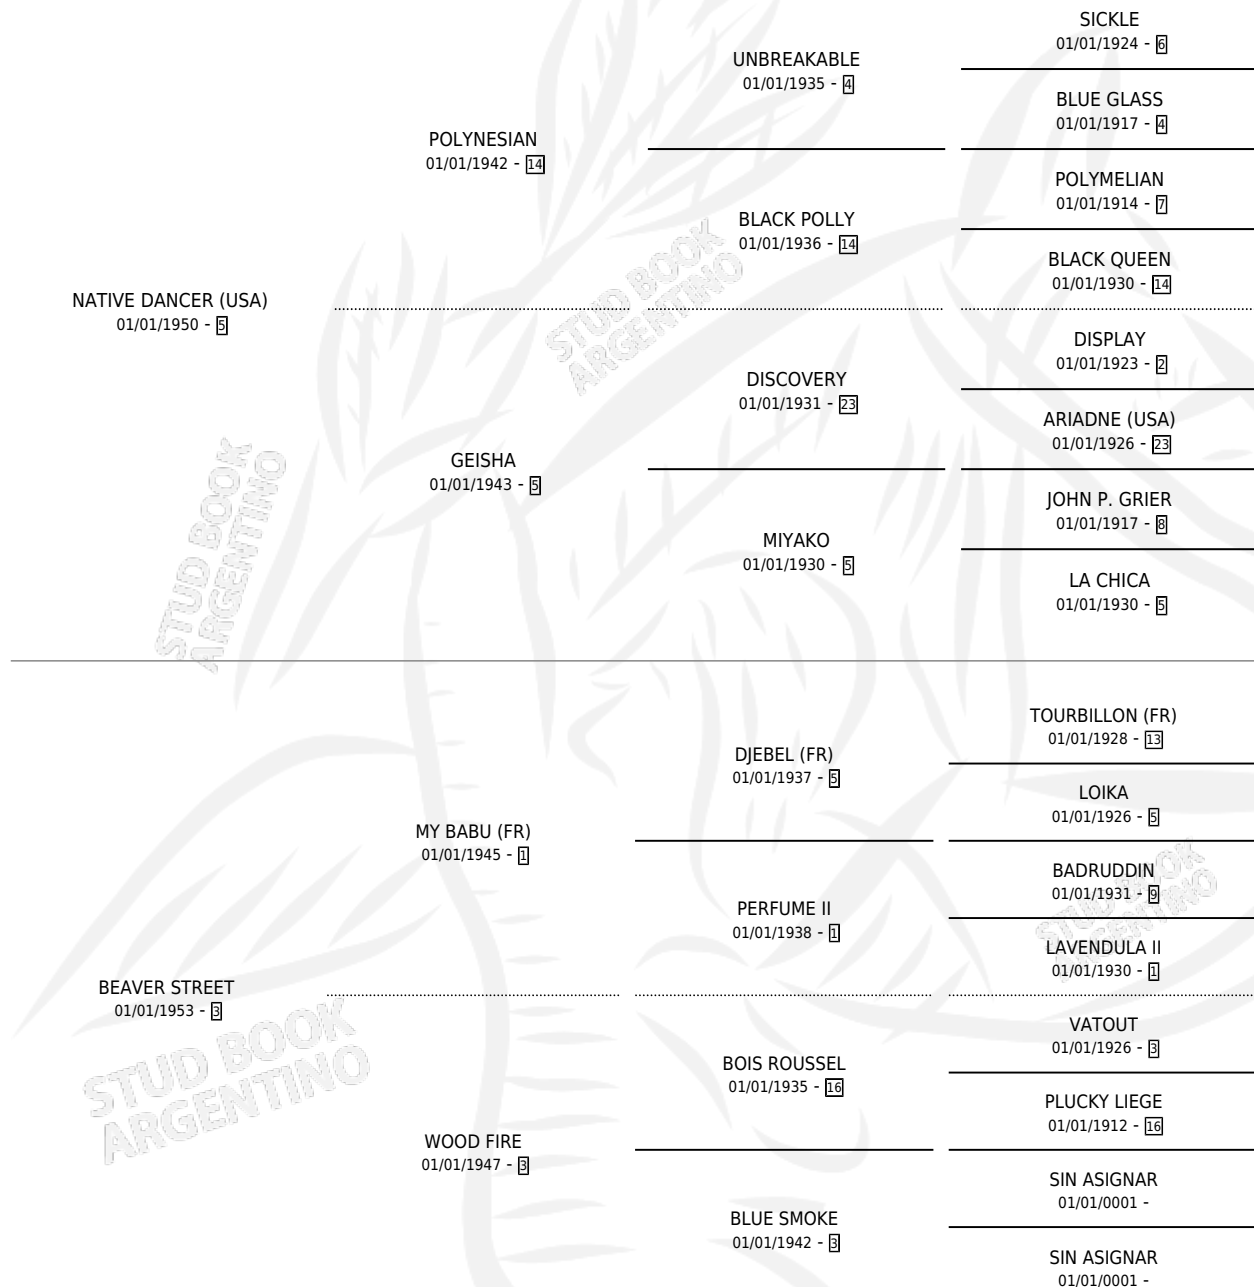 SICKLE
01/01/1924 - 6
UNBREAKABLE
01/01/1935 - 4
BLUE GLASS
01/01/1917 - 4
POLYNESIAN
01/01/1942 - 14
POLYMELIAN
01/01/1914 - 7
BLACK POLLY
01/01/1936 - 14
BLACK QUEEN
01/01/1930 - 14
NATIVE DANCER (USA)
01/01/1950 - 5
DISPLAY
01/01/1923 - 2
DISCOVERY
01/01/1931 - 23
ARIADNE (USA)
01/01/1926 - 23
GEISHA
01/01/1943 - 5
JOHN P. GRIER
01/01/1917 - 8
MIYAKO
01/01/1930 - 5
LA CHICA
01/01/1930 - 5
TOURBILLON (FR)
01/01/1928 - 13
DJEBEL (FR)
01/01/1937 - 5
LOIKA
01/01/1926 - 5
MY BABU (FR)
01/01/1945 - 1
BADRUDDIN
01/01/1931 - 9
PERFUME II
01/01/1938 - 1
LAVENDULA II
01/01/1930 - 1
BEAVER STREET
01/01/1953 - 3
VATOUT
01/01/1926 - 3
BOIS ROUSSEL
01/01/1935 - 16
PLUCKY LIEGE
01/01/1912 - 16
WOOD FIRE
01/01/1947 - 3
SIN ASIGNAR
01/01/0001 -
BLUE SMOKE
01/01/1942 - 3
SIN ASIGNAR
01/01/0001 -
STUD BOOK
ARGENTINO
STUD BOOK
ARGENTINO
STUD BOOK
ARGENTINO
STUD BOOK
ARGENTINO